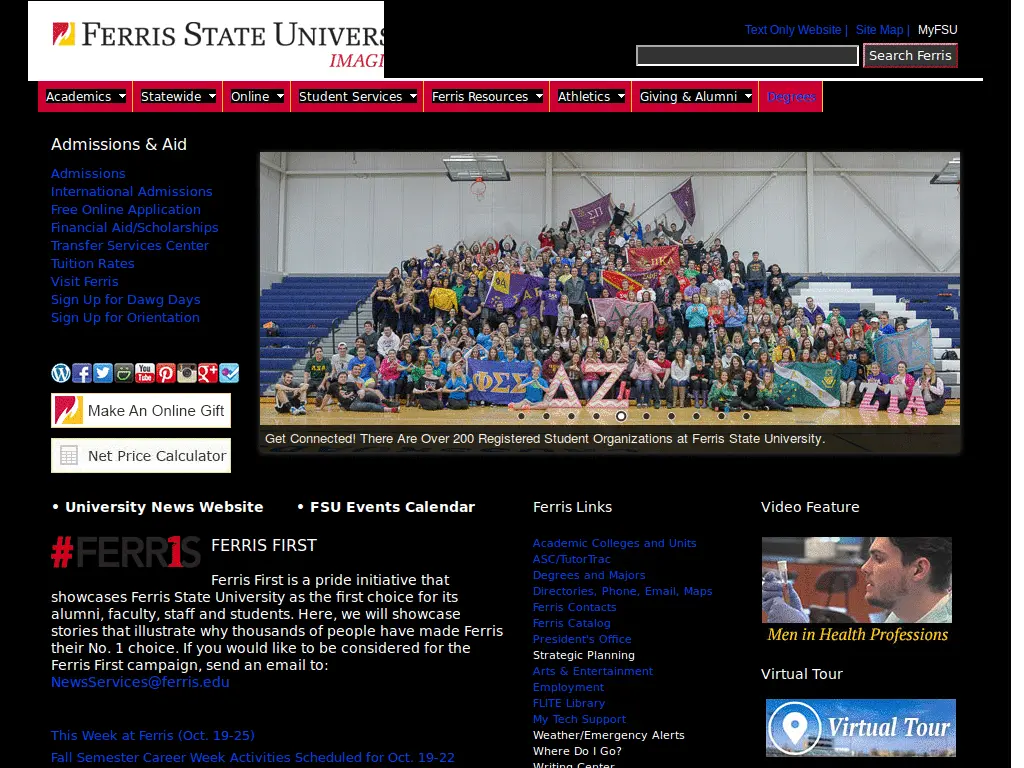 FERRIS STATE UNIVERS
IMAGI
Text Only Website | Site Map | MyFSU
Search Ferris
Academics Statewide Online Student Services Ferris Resources Athletics Giving & Alumni Degrees
Admissions & Aid
Admissions
International Admissions
Free Online Application
Financial Aid/Scholarships
Transfer Services Center
Tuition Rates
Visit Ferris
Sign Up for Dawg Days
Sign Up for Orientation
You Tube
Make An Online Gift
Net Price Calculator
ΣΠ
ΠΚΑ
ΔΖ
ΦΣΣ
ΔΖ
ΖΤΑ
Get Connected! There Are Over 200 Registered Student Organizations at Ferris State University.
• University News Website
• FSU Events Calendar
#FERR1S
FERRIS FIRST
Ferris First is a pride initiative that
showcases Ferris State University as the first choice for its
alumni, faculty, staff and students. Here, we will showcase
stories that illustrate why thousands of people have made Ferris
their No. 1 choice. If you would like to be considered for the
Ferris First campaign, send an email to:
NewsServices@ferris.edu
This Week at Ferris (Oct. 19-25)
Fall Semester Career Week Activities Scheduled for Oct. 19-22
Ferris Links
Academic Colleges and Units
ASC/TutorTrac
Degrees and Majors
Directories, Phone, Email, Maps
Ferris Contacts
Ferris Catalog
President's Office
Strategic Planning
Arts & Entertainment
Employment
FLITE Library
My Tech Support
Weather/Emergency Alerts
Where Do I Go?
Writing Center
Video Feature
Men in Health Professions
Virtual Tour
Virtual Tour